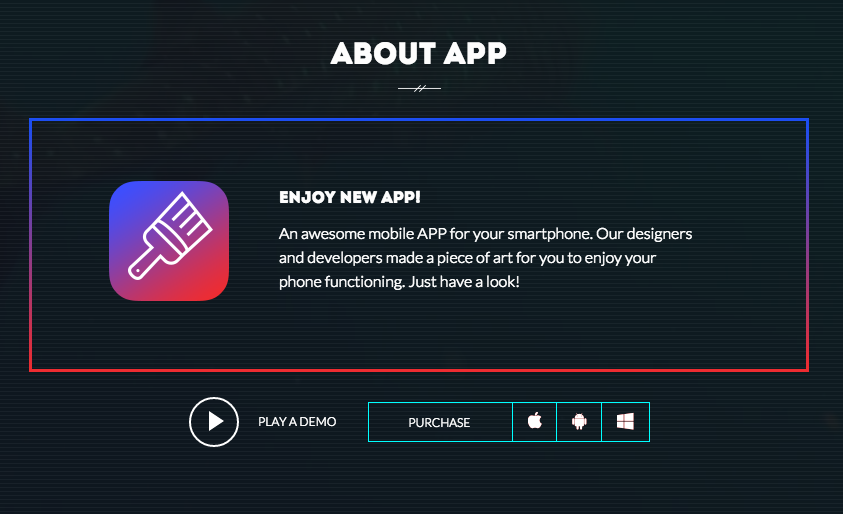 ABOUT APP
ENJOY NEW APP!
An awesome mobile APP for your smartphone. Our designers
and developers made a piece of art for you to enjoy your
phone functioning. Just have a look!
PLAY A DEMO
PURCHASE